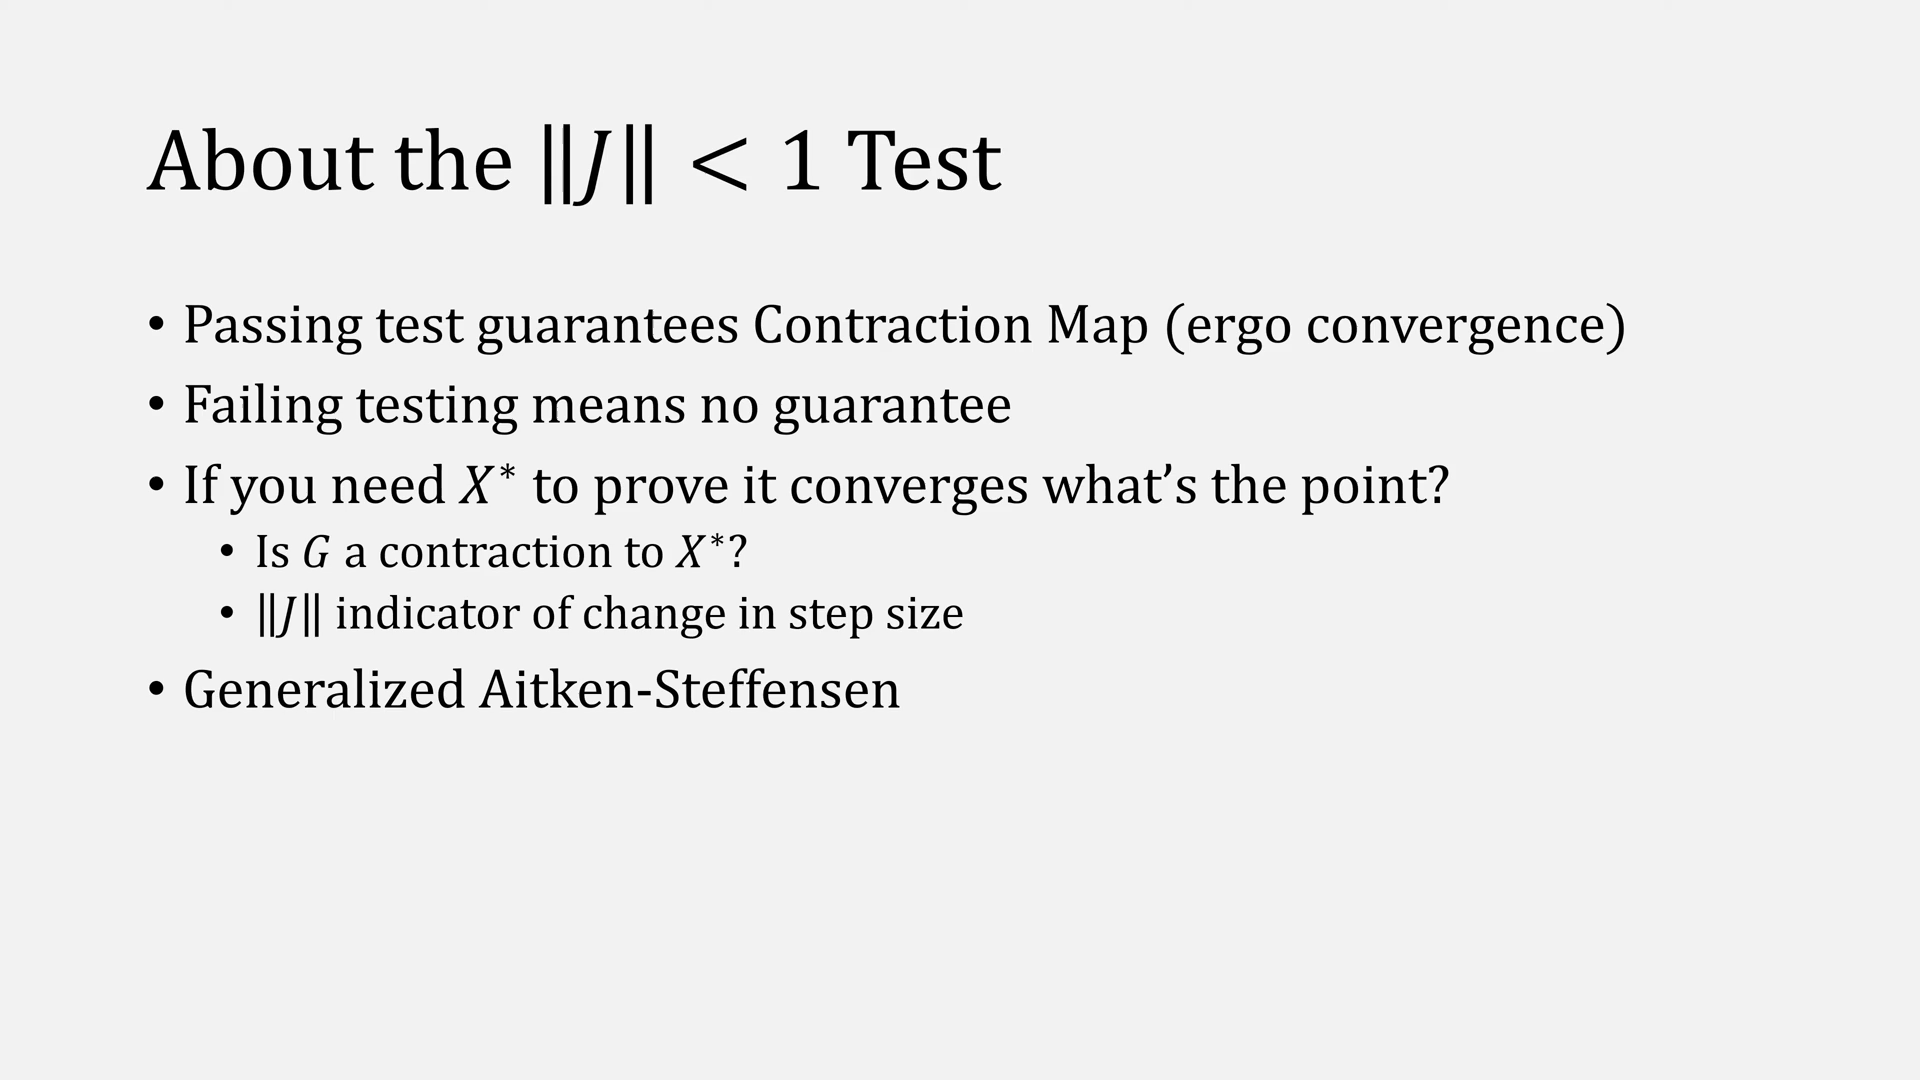 About the ‖J‖ < 1 Test
• Passing test guarantees Contraction Map (ergo convergence)
• Failing testing means no guarantee
• If you need X* to prove it converges what’s the point?
• Is G a contraction to X*?
• ‖J‖ indicator of change in step size
• Generalized Aitken-Steffensen